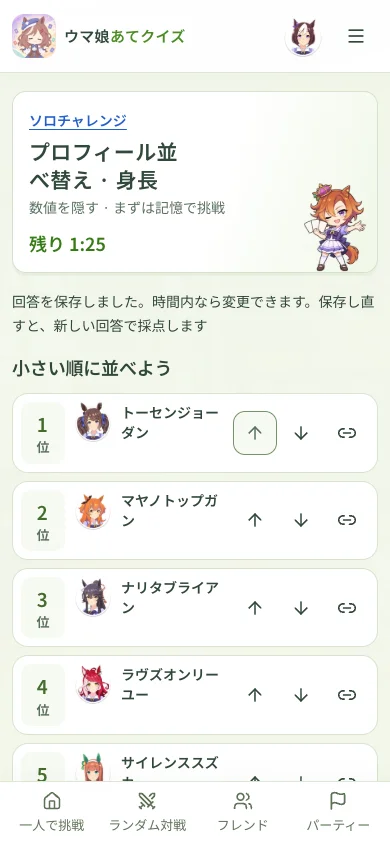 ウマ娘あてクイズ
ソロチャレンジ
プロフィール並
べ替え・身長
数値を隠す · まずは記憶で挑戦
残り 1:25
回答を保存しました。時間内なら変更できます。保存し直
すと、新しい回答で採点します
小さい順に並べよう
1
位
トーセンジョー
ダン
2
位
マヤノトップガ
ン
3
位
ナリタブライア
ン
4
位
ラヴズオンリー
ユー
5
サイレンススズ
一人で挑戦
ランダム対戦
フレンド
パーティー